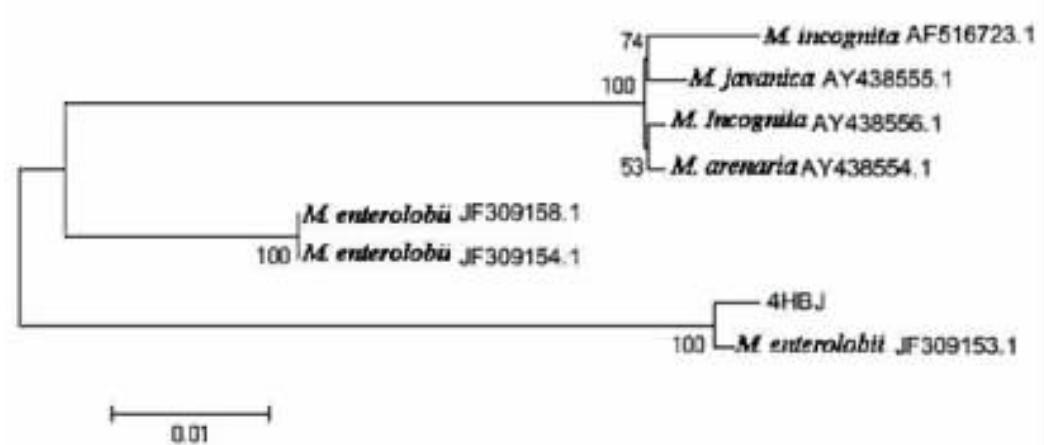 74
M. incognita AF516723.1
100
M. javanica AY438555.1
M. Incognita AY438556.1
53
M. arenaria AY438554.1
M. enterolobii JF309158.1
100
M. enterolobii JF309154.1
4HBJ
100
M. enterolobii JF309153.1
0.01